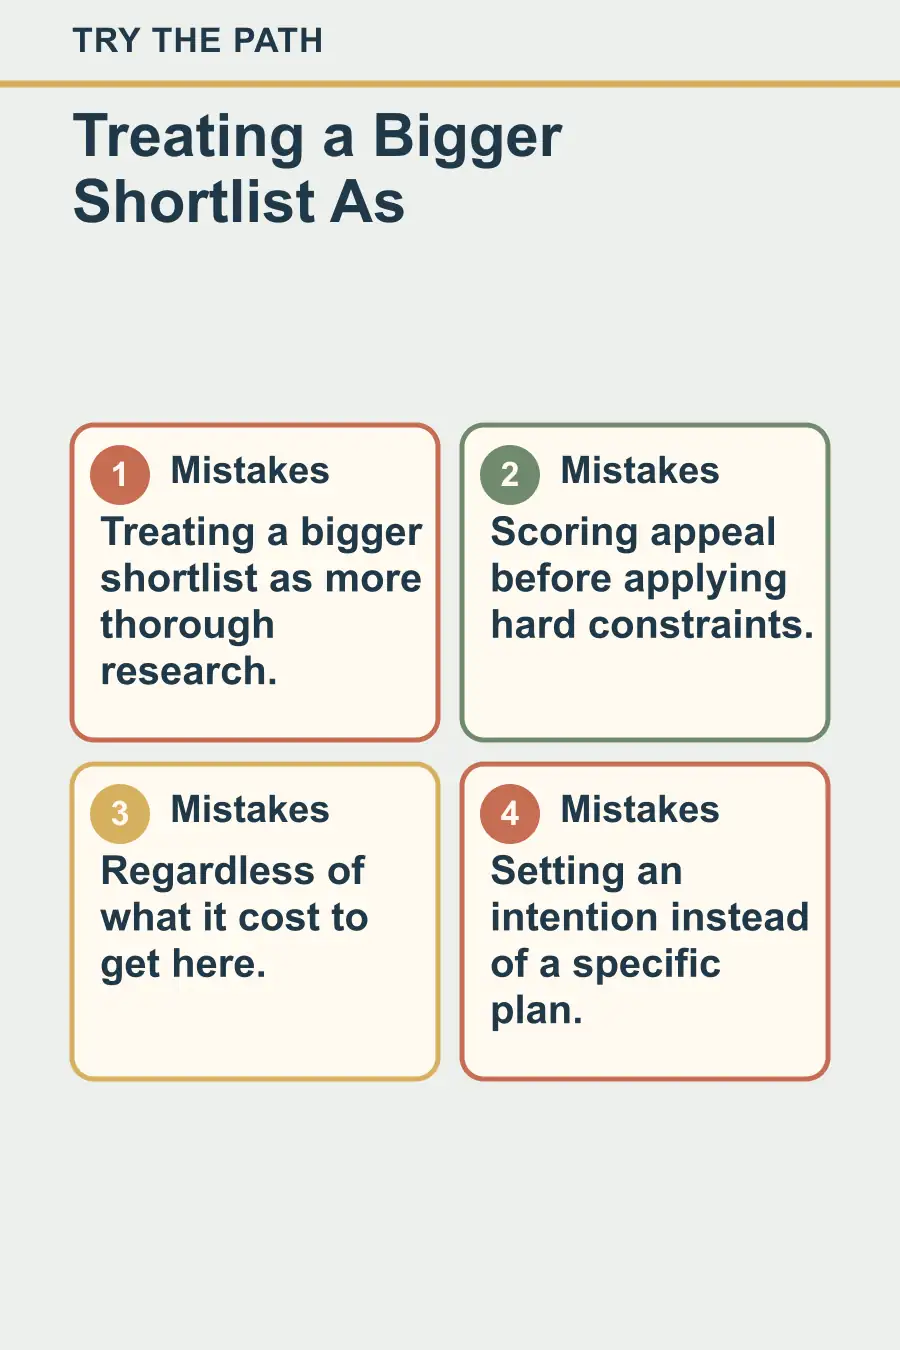 TRY THE PATH
Treating a Bigger
Shortlist As
1 Mistakes
Treating a bigger
shortlist as more
thorough
research.
2 Mistakes
Scoring appeal
before applying
hard constraints.
3 Mistakes
Regardless of
what it cost to
get here.
4 Mistakes
Setting an
intention instead
of a specific
plan.